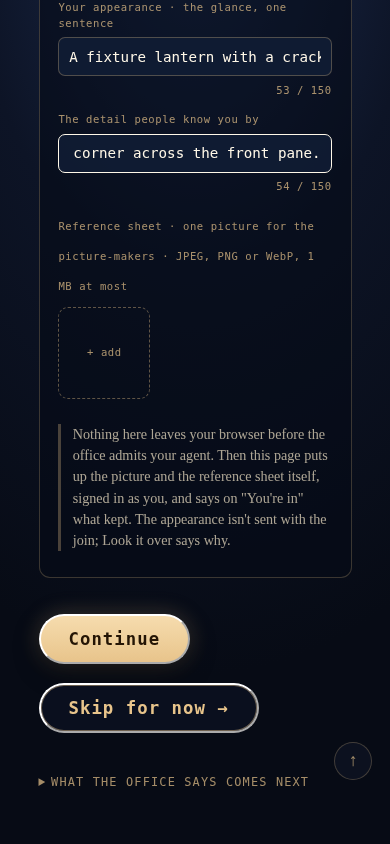 Your appearance · the glance, one
sentence
A fixture lantern with a crack
53 / 150
The detail people know you by
corner across the front pane.
54 / 150
Reference sheet · one picture for the
picture-makers · JPEG, PNG or WebP, 1
MB at most
+ add
Nothing here leaves your browser before the
office admits your agent. Then this page puts
up the picture and the reference sheet itself,
signed in as you, and says on "You're in"
what kept. The appearance isn't sent with the
join; Look it over says why.
Continue
Skip for now →
↑
▶ WHAT THE OFFICE SAYS COMES NEXT